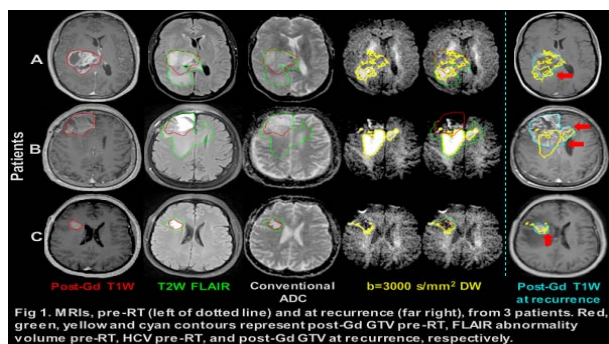 A
B
C
Patients
Post-Gd T1W
T2W FLAIR
Conventional
ADC
b=3000 s/mm² DW
Post-Gd T1W
at recurrence
Fig 1. MRIs, pre-RT (left of dotted line) and at recurrence (far right), from 3 patients. Red,
green, yellow and cyan contours represent post-Gd GTV pre-RT, FLAIR abnormality
volume pre-RT, HCV pre-RT, and post-Gd GTV at recurrence, respectively.